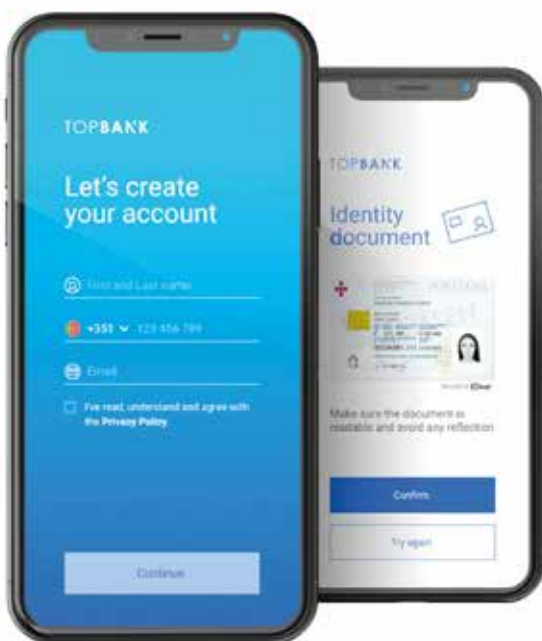 TOPBANK
Let's create
your account
First and Last name
+351 123 456 789
Email
I've read, understand and agree with
the Privacy Policy
Continue
TOPBANK
Identity
document
Make sure the document is
readable and avoid any reflection
Confirm
Try again